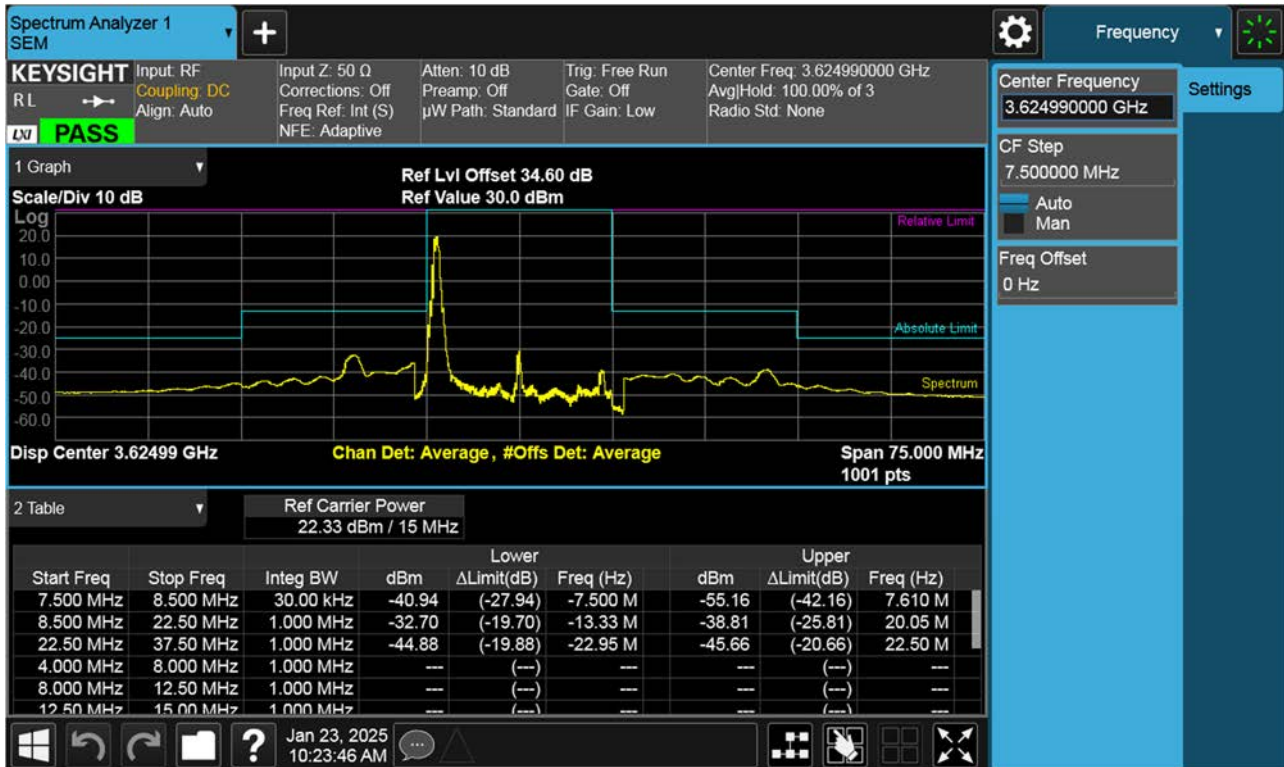 Spectrum Analyzer 1
SEM
Frequency
KEYSIGHT
RL
LXI
PASS
Input: RF
Coupling: DC
Align: Auto
Input Z: 50 Ω
Corrections: Off
Freq Ref: Int (S)
NFE: Adaptive
Atten: 10 dB
Preamp: Off
µW Path: Standard
Trig: Free Run
Gate: Off
IF Gain: Low
Center Freq: 3.624990000 GHz
Avg|Hold: 100.00% of 3
Radio Std: None
Center Frequency
3.624990000 GHz
Settings
CF Step
7.500000 MHz
Auto
Man
Freq Offset
0 Hz
1 Graph
Scale/Div 10 dB
Ref Lvl Offset 34.60 dB
Ref Value 30.0 dBm
Log
20.0
10.0
0.00
-10.0
-20.0
-30.0
-40.0
-50.0
-60.0
Relative Limit
Absolute Limit
Spectrum
Disp Center 3.62499 GHz
Chan Det: Average, #Offs Det: Average
Span 75.000 MHz
1001 pts
2 Table
Ref Carrier Power
22.33 dBm / 15 MHz
Lower Upper
Start Freq Stop Freq Integ BW dBm ΔLimit(dB) Freq (Hz) dBm ΔLimit(dB) Freq (Hz)
7.500 MHz 8.500 MHz 30.00 kHz -40.94 (-27.94) -7.500 M -55.16 (-42.16) 7.610 M
8.500 MHz 22.50 MHz 1.000 MHz -32.70 (-19.70) -13.33 M -38.81 (-25.81) 20.05 M
22.50 MHz 37.50 MHz 1.000 MHz -44.88 (-19.88) -22.95 M -45.66 (-20.66) 22.50 M
4.000 MHz 8.000 MHz 1.000 MHz --- (---) --- --- (---) ---
8.000 MHz 12.50 MHz 1.000 MHz --- (---) --- --- (---) ---
12.50 MHz 15.00 MHz 1.000 MHz --- (---) --- --- (---) ---
Jan 23, 2025
10:23:46 AM